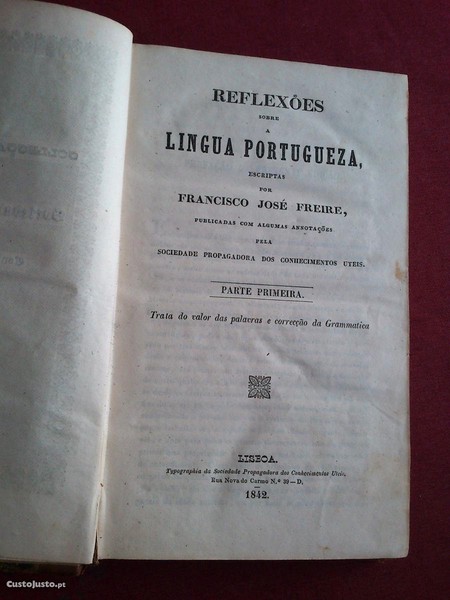 REFLEXÕES
SOBRE
A
LINGUA PORTUGUEZA,
ESCRIPTAS
POR
FRANCISCO JOSÉ FREIRE,
PUBLICADAS COM ALGUMAS ANNOTAÇÕES
PELA
SOCIEDADE PROPAGADORA DOS CONHECIMENTOS UTEIS.
PARTE PRIMEIRA.
Trata do valor das palavras e correcção da Grammatica
LISBOA.
Typographia da Sociedade Propagadora dos Conhecimentos Uteis,
Rua Nova do Carmo N.º 39—D.
1842.
CustoJusto.pt